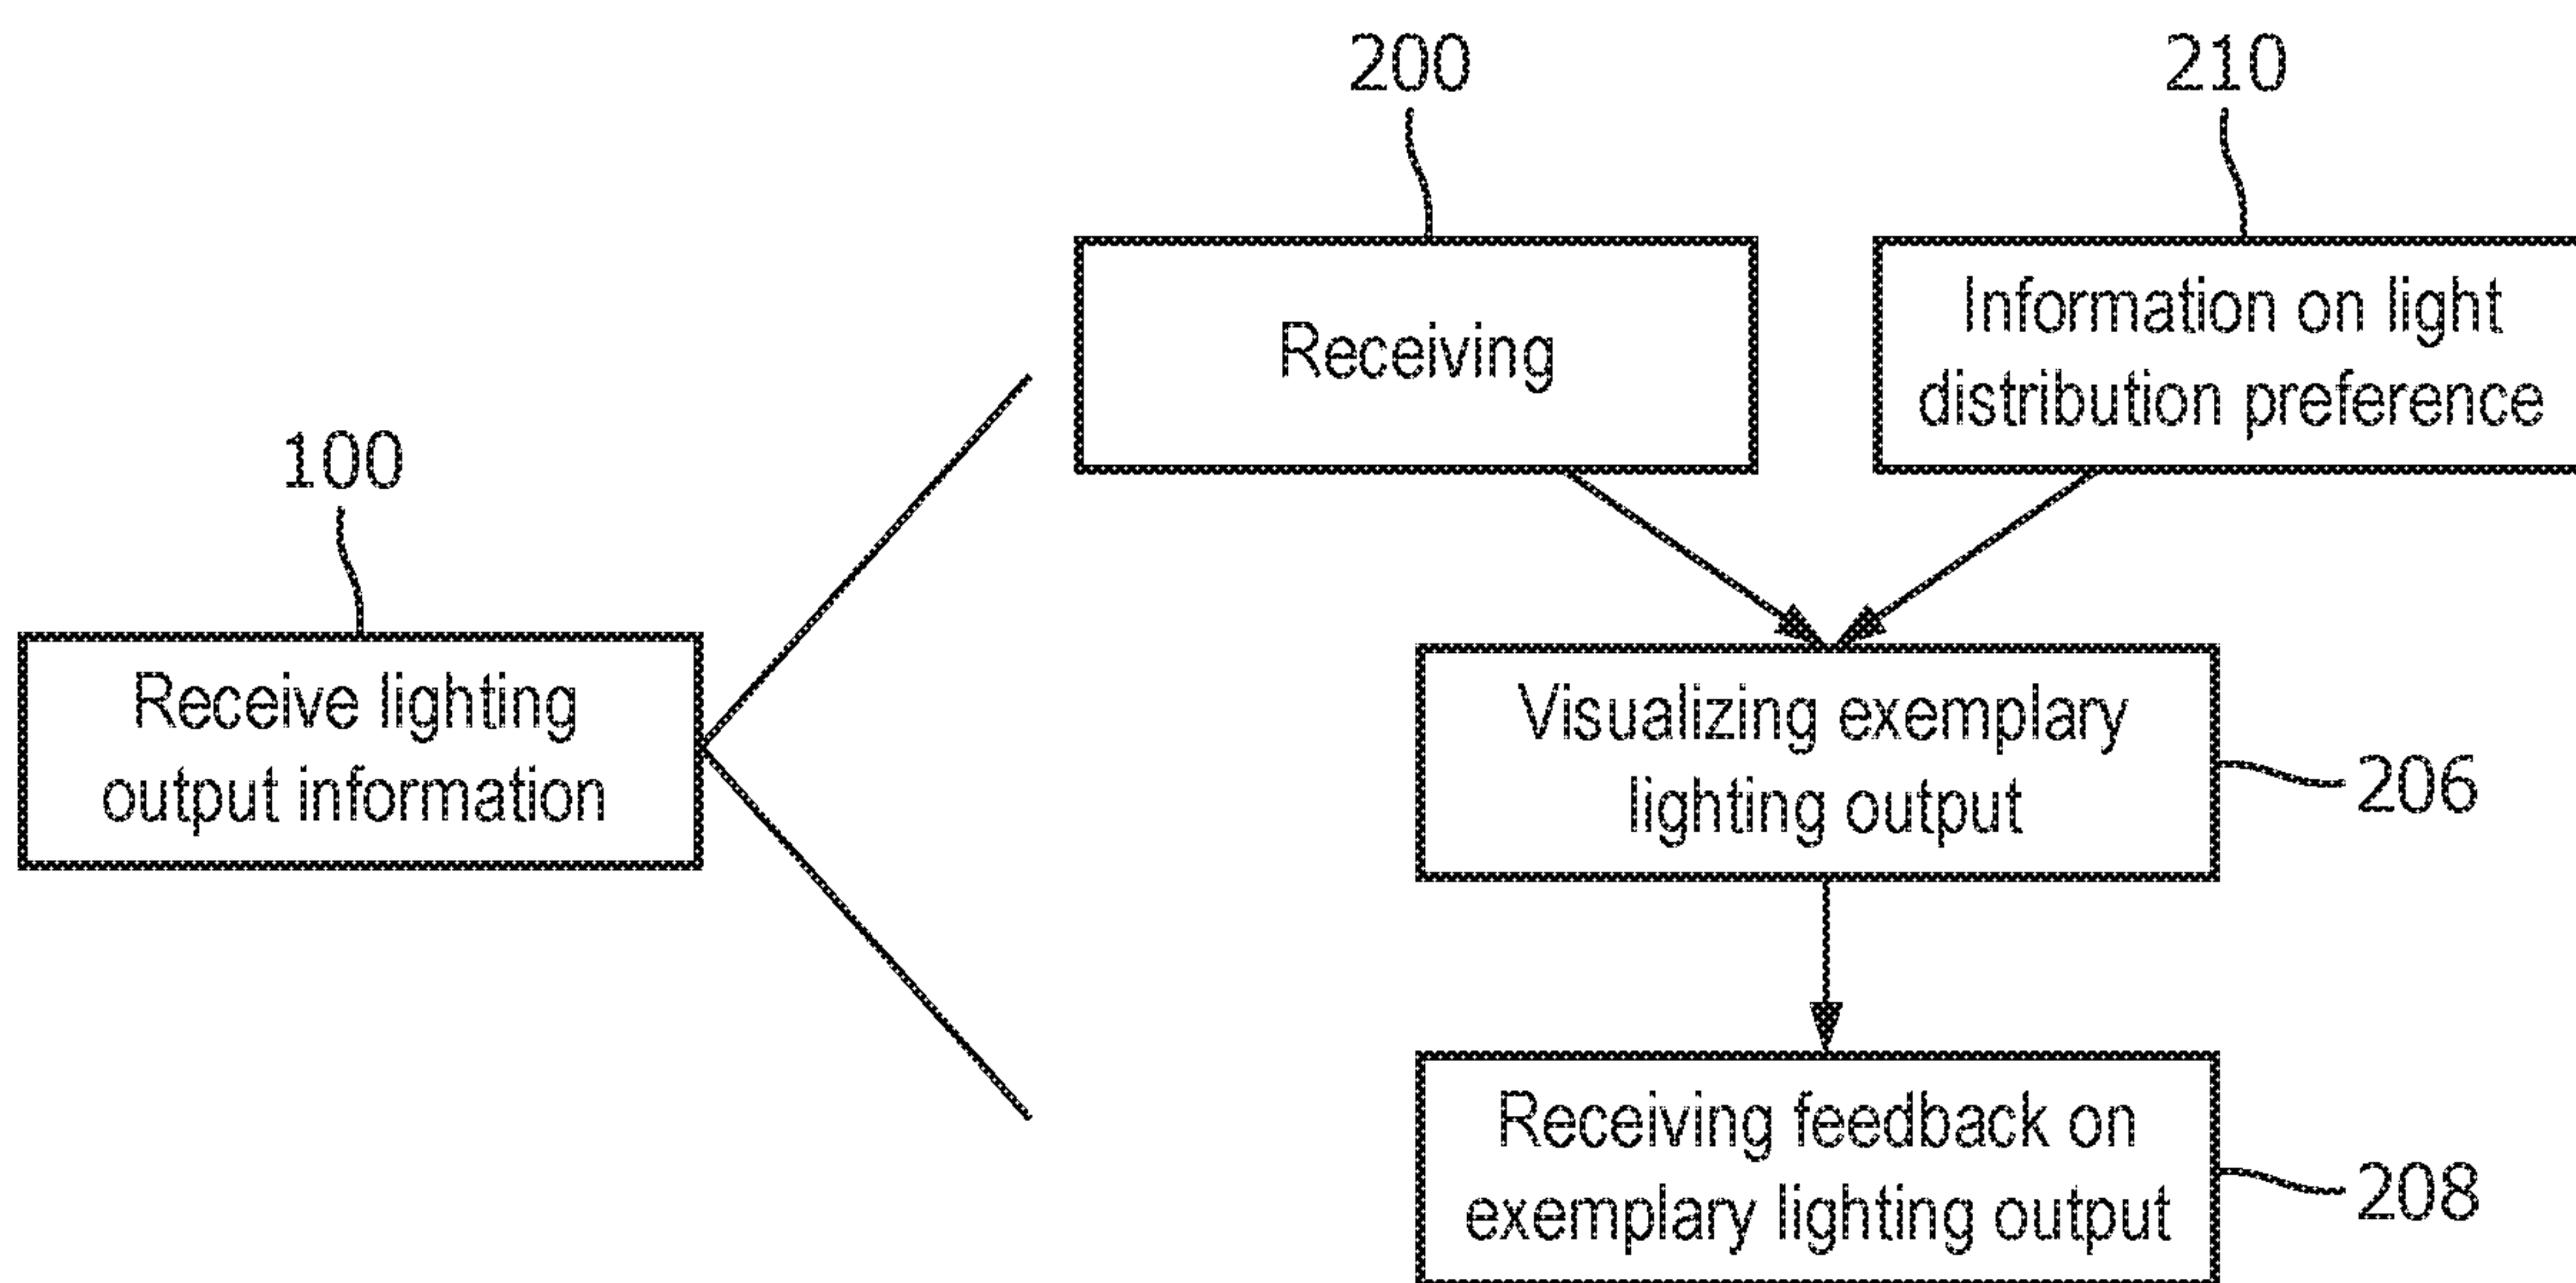 200
210
Receiving
Information on light
distribution preference
100
Receive lighting
output information
Visualizing exemplary
lighting output
206
Receiving feedback on
exemplary lighting output
208